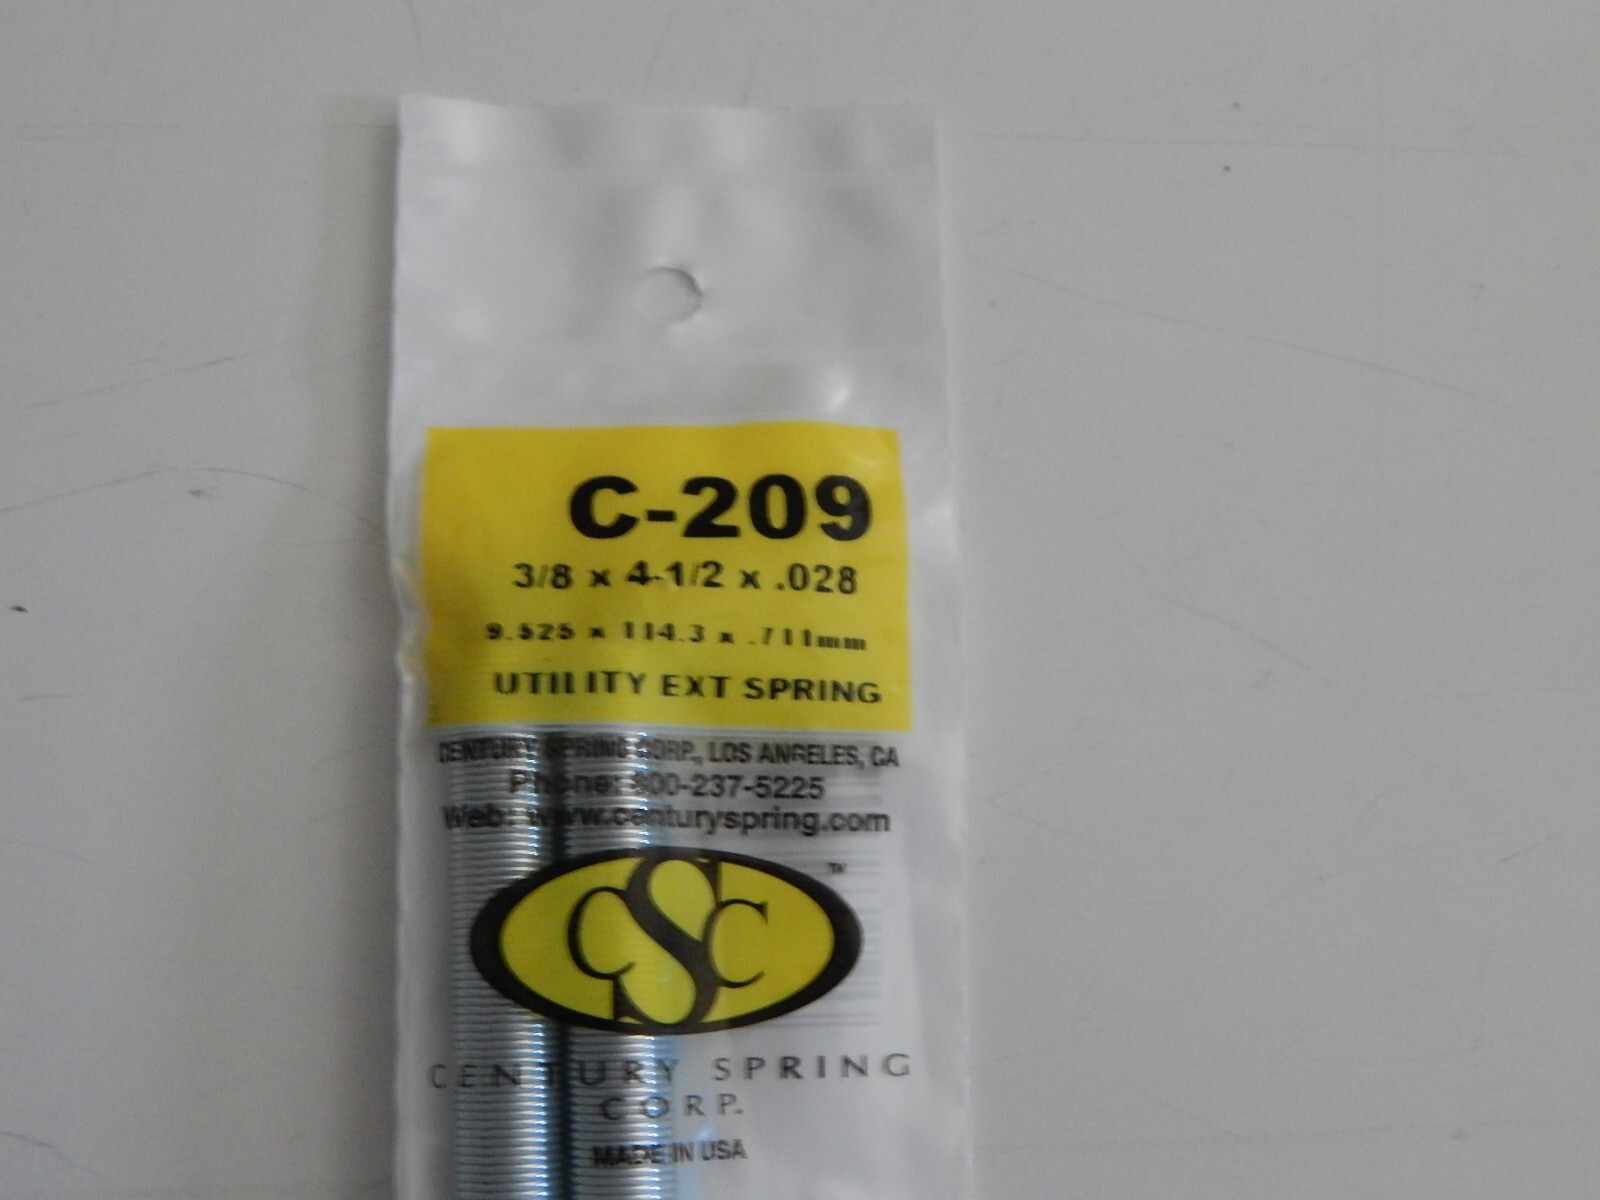 C-209
3/8 x 4-1/2 x .028
9.525 x 114.3 x .711mm
UTILITY EXT SPRING
CENTURY SPRING CORP., LOS ANGELES, CA
Phone: 800-237-5225
Web: www.centuryspring.com
CSC
TM
CENTURY SPRING
CORP.
MADE IN USA